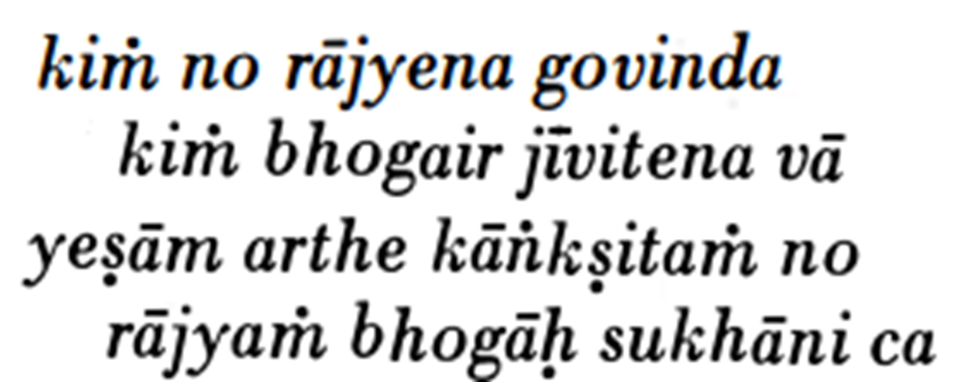 kiṁ no rājyena govinda
kiṁ bhogair jīvitena vā
yeṣām arthe kāṅkṣitaṁ no
rājyaṁ bhogāḥ sukhāni ca